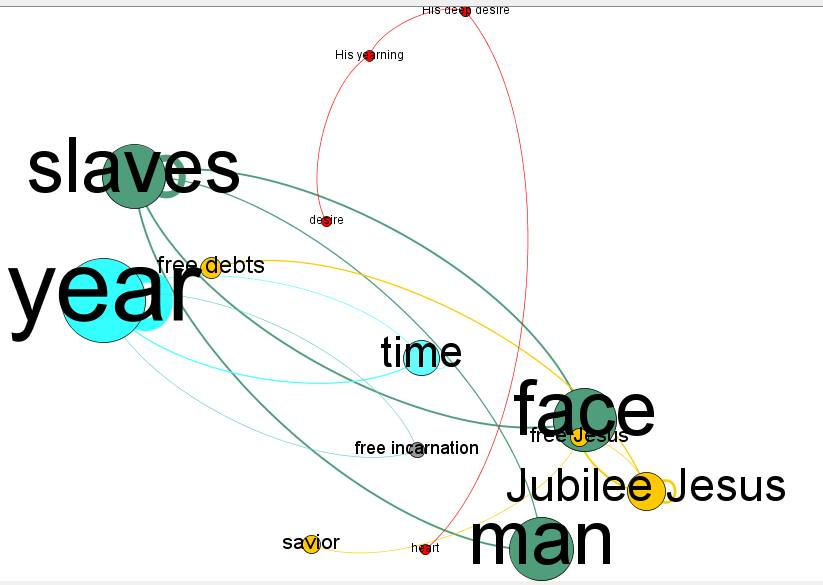 His deep desire
His yearning
slaves
desire
free debts
year
time
face
free Jesus
free incarnation
Jubilee Jesus
savior
heart
man